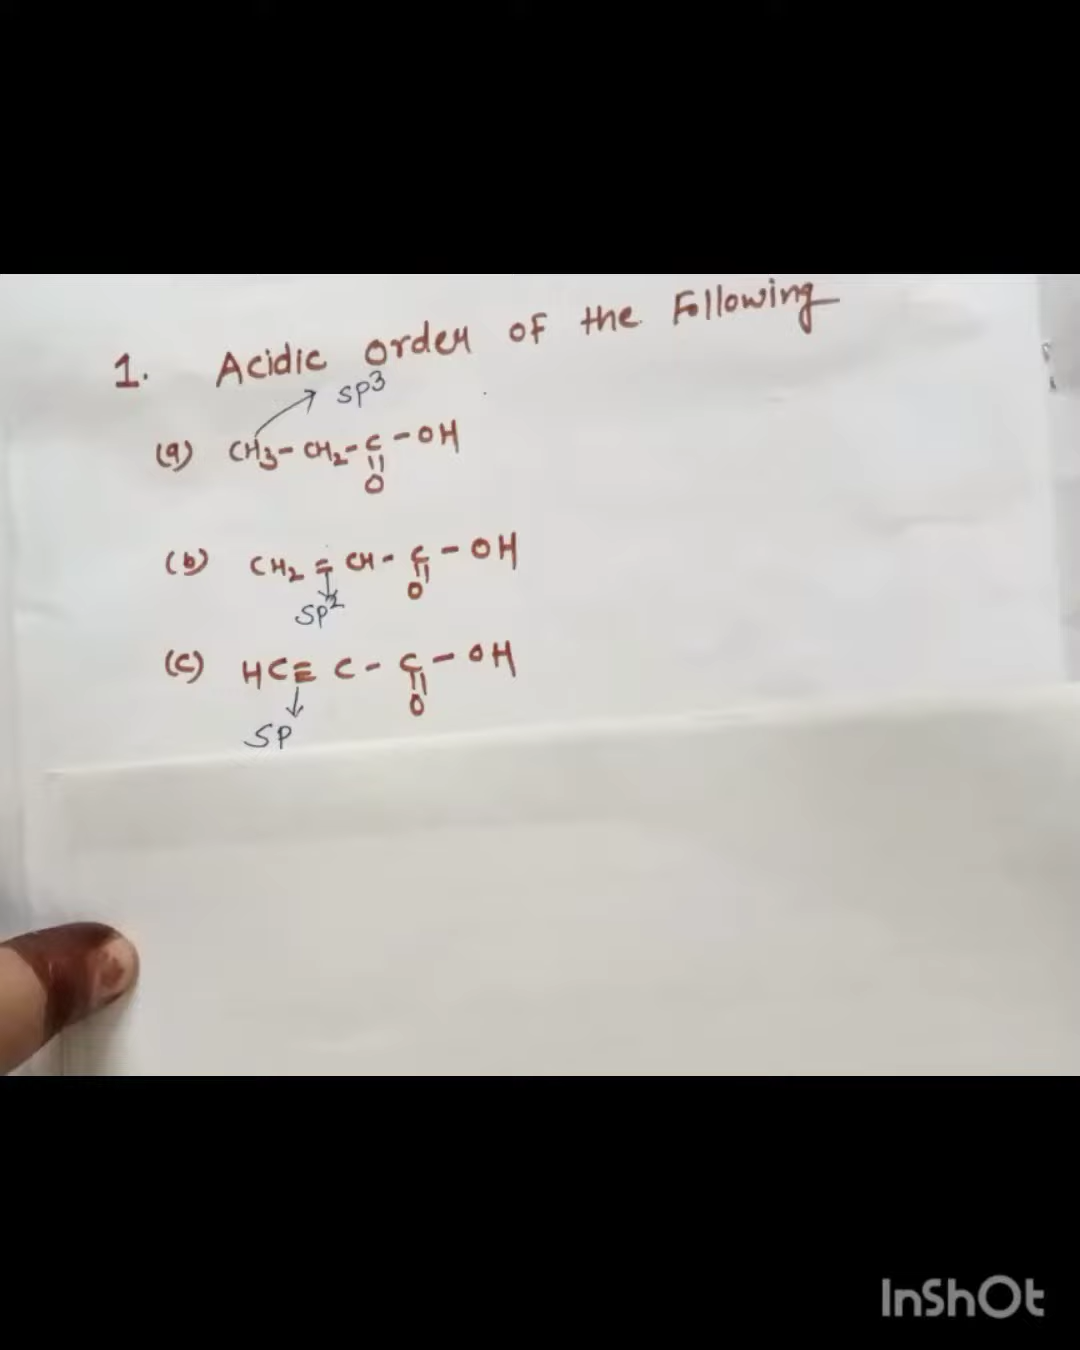 1. Acidic order of the Following
sp3
(a) CH3-CH2-C-OH
O
(b) CH2=CH-C-OH
O
sp2
(c) HC≡C-C-OH
O
SP
InShOt